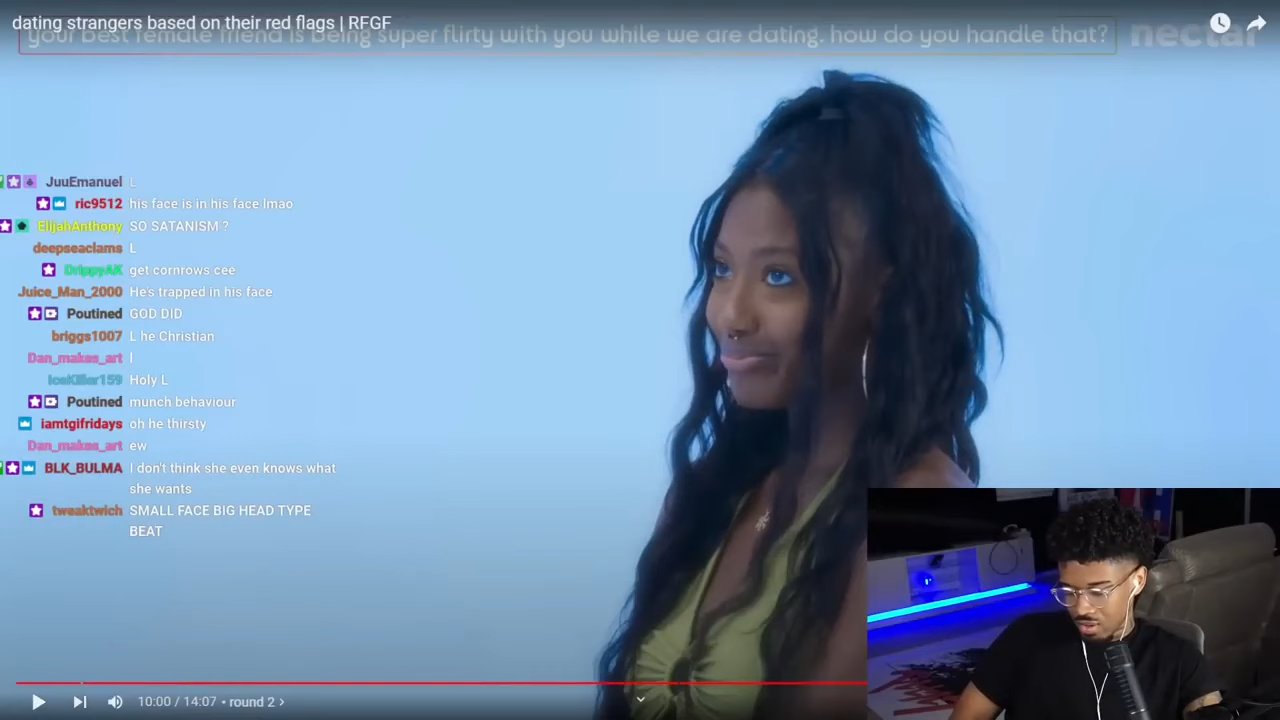 dating strangers based on their red flags | RFGF
your best female friend is being super flirty with you while we are dating. how do you handle that?
nectar
JuuEmanuel L
ric9512 his face is in his face lmao
ElijahAnthony SO SATANISM ?
deepseaclams L
DrippyAK get cornrows cee
Juice_Man_2000 He's trapped in his face
Poutined GOD DID
briggs1007 L he Christian
Dan_makes_art l
IceKiller159 Holy L
Poutined munch behaviour
iamtgifridays oh he thirsty
Dan_makes_art ew
BLK_BULMA I don't think she even knows what
she wants
tweaktwich SMALL FACE BIG HEAD TYPE
BEAT
10:00 / 14:07 • round 2 ›